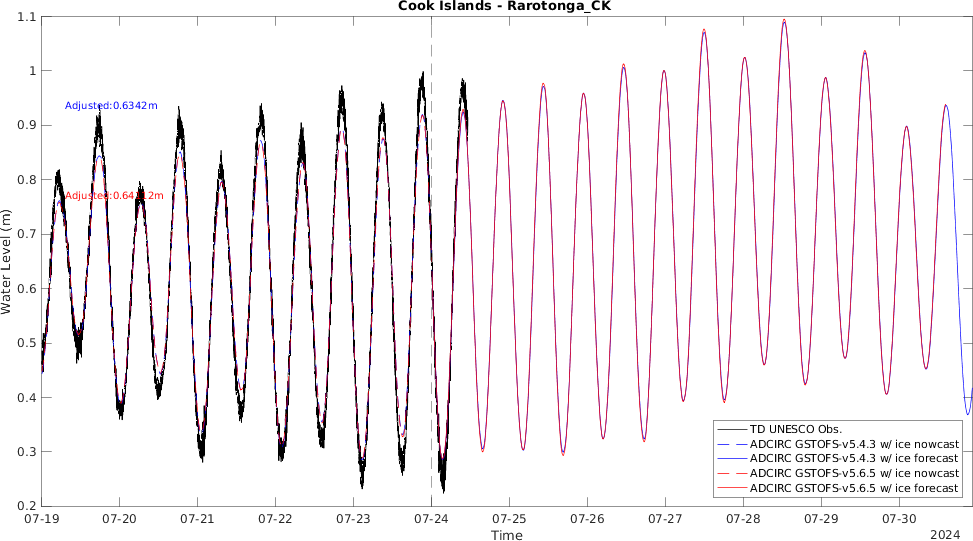 Cook Islands - Rarotonga_CK
1.1
1
0.9
0.8
0.7
0.6
0.5
0.4
0.3
0.2
Water Level (m)
Adjusted:0.6342m
TD UNESCO Obs.
ADCIRC GSTOFS-v5.4.3 w/ ice nowcast
ADCIRC GSTOFS-v5.4.3 w/ ice forecast
ADCIRC GSTOFS-v5.6.5 w/ ice nowcast
ADCIRC GSTOFS-v5.6.5 w/ ice forecast
07-19 07-20 07-21 07-22 07-23 07-24 07-25 07-26 07-27 07-28 07-29 07-30
Time
2024